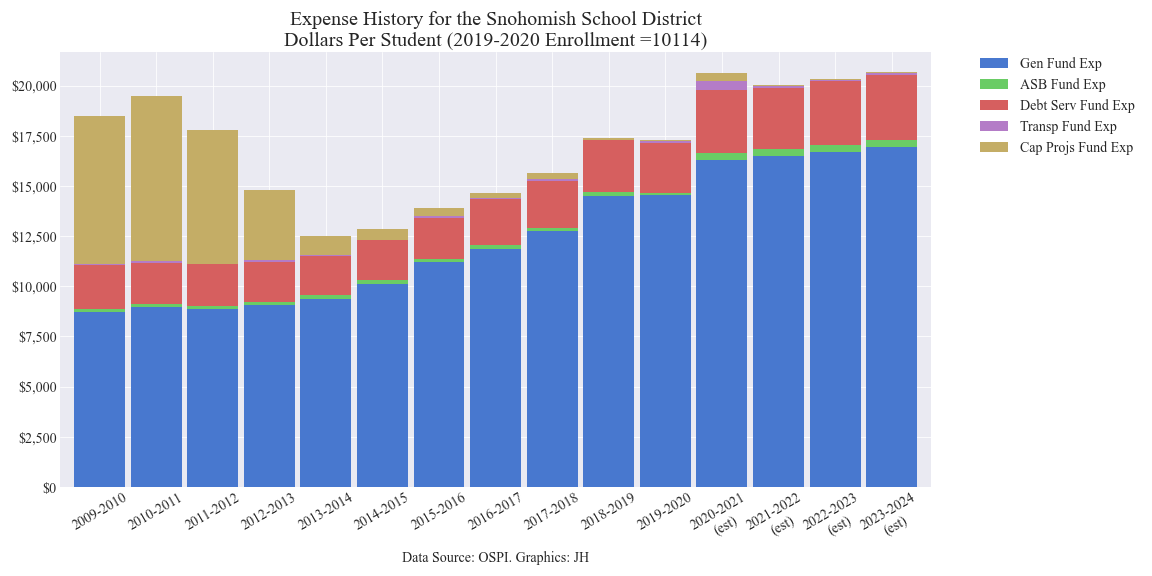 Expense History for the Snohomish School District
Dollars Per Student (2019-2020 Enrollment =10114)
Gen Fund Exp
ASB Fund Exp
Debt Serv Fund Exp
Transp Fund Exp
Cap Projs Fund Exp
$20,000
$17,500
$15,000
$12,500
$10,000
$7,500
$5,000
$2,500
$0
2009-2010
2010-2011
2011-2012
2012-2013
2013-2014
2014-2015
2015-2016
2016-2017
2017-2018
2018-2019
2019-2020
2020-2021
(est)
2021-2022
(est)
2022-2023
(est)
2023-2024
(est)
Data Source: OSPI. Graphics: JH